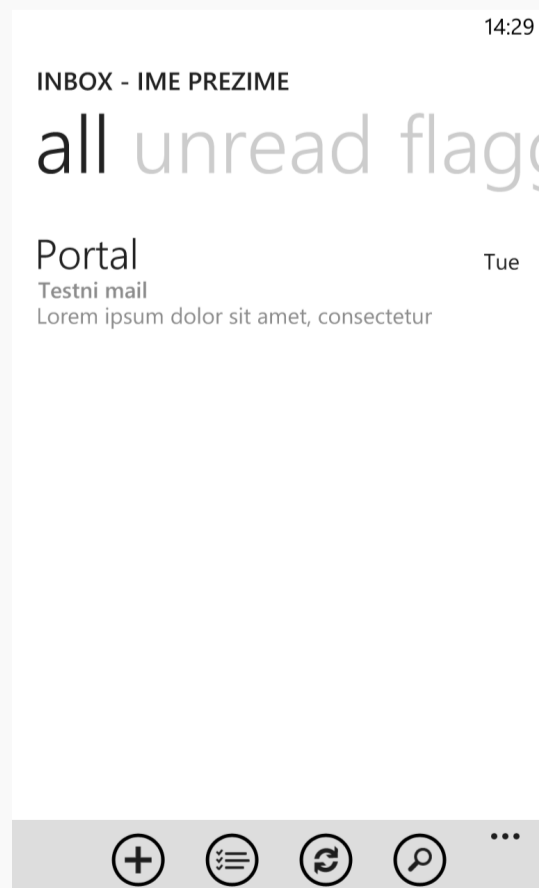 14:29
INBOX - IME PREZIME
all unread flagg
Portal Tue
Testni mail
Lorem ipsum dolor sit amet, consectetur